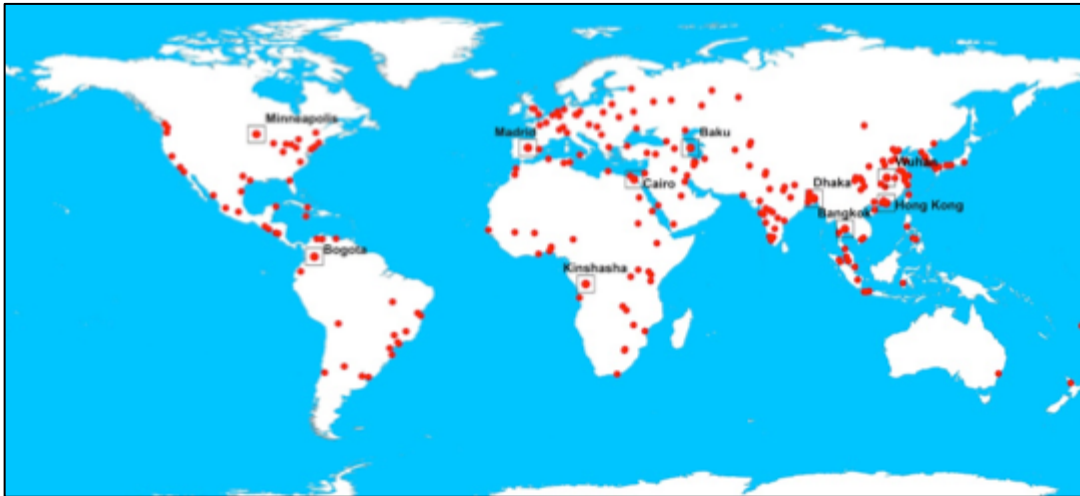 Minneapolis
Madrid
Baku
Wuhan
Cairo
Dhaka
Hong Kong
Bangkok
Bogota
Kinshasha